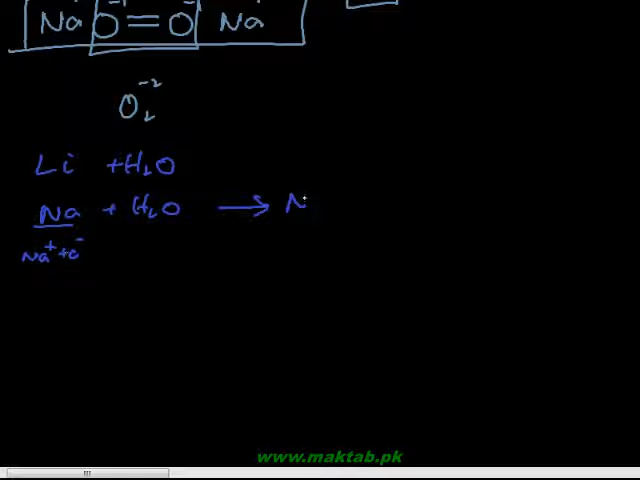 Na O = O Na
O₂⁻²
Li + H₂O
Na + H₂O → N
Na⁺ + e⁻
www.maktab.pk